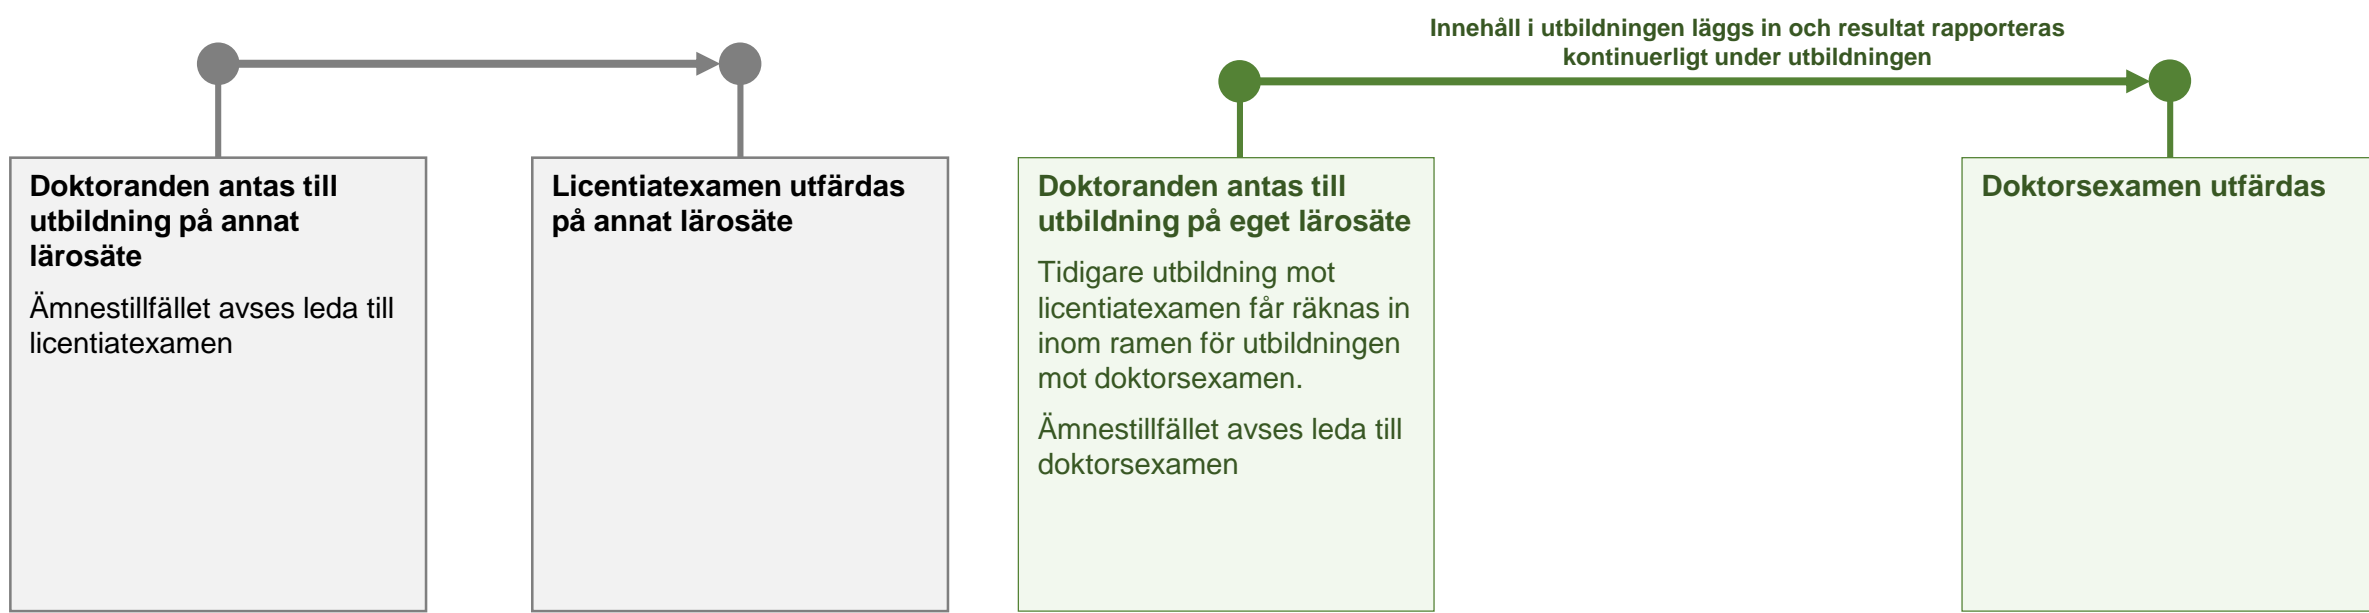 Innehåll i utbildningen läggs in och resultat rapporteras
kontinuerligt under utbildningen
Doktoranden antas till
utbildning på annat
lärosäte
Ämnestillfället avses leda till
licentiatexamen
Licentiatexamen utfärdas
på annat lärosäte
Doktoranden antas till
utbildning på eget lärosäte
Tidigare utbildning mot
licentiatexamen får räknas in
inom ramen för utbildningen
mot doktorsexamen.
Ämnestillfället avses leda till
doktorsexamen
Doktorsexamen utfärdas